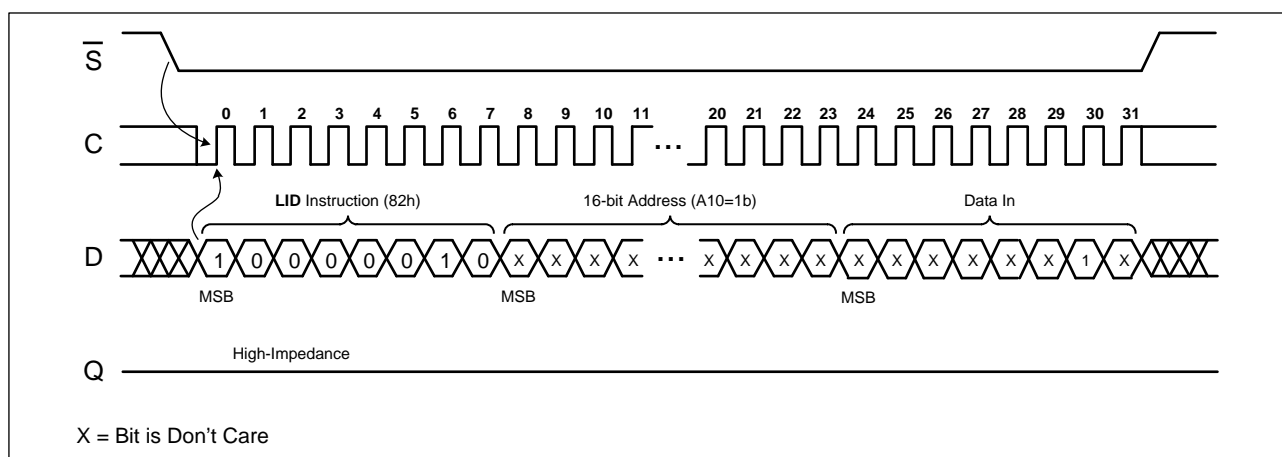 S
0 1 2 3 4 5 6 7 8 9 10 11 20 21 22 23 24 25 26 27 28 29 30 31
C ...
LID Instruction (82h) 16-bit Address (A10=1b) Data In
D 1 0 0 0 0 0 1 0 X X X X ... X X X X X X X X X X 1 X
MSB MSB MSB
High-Impedance
Q
X = Bit is Don't Care